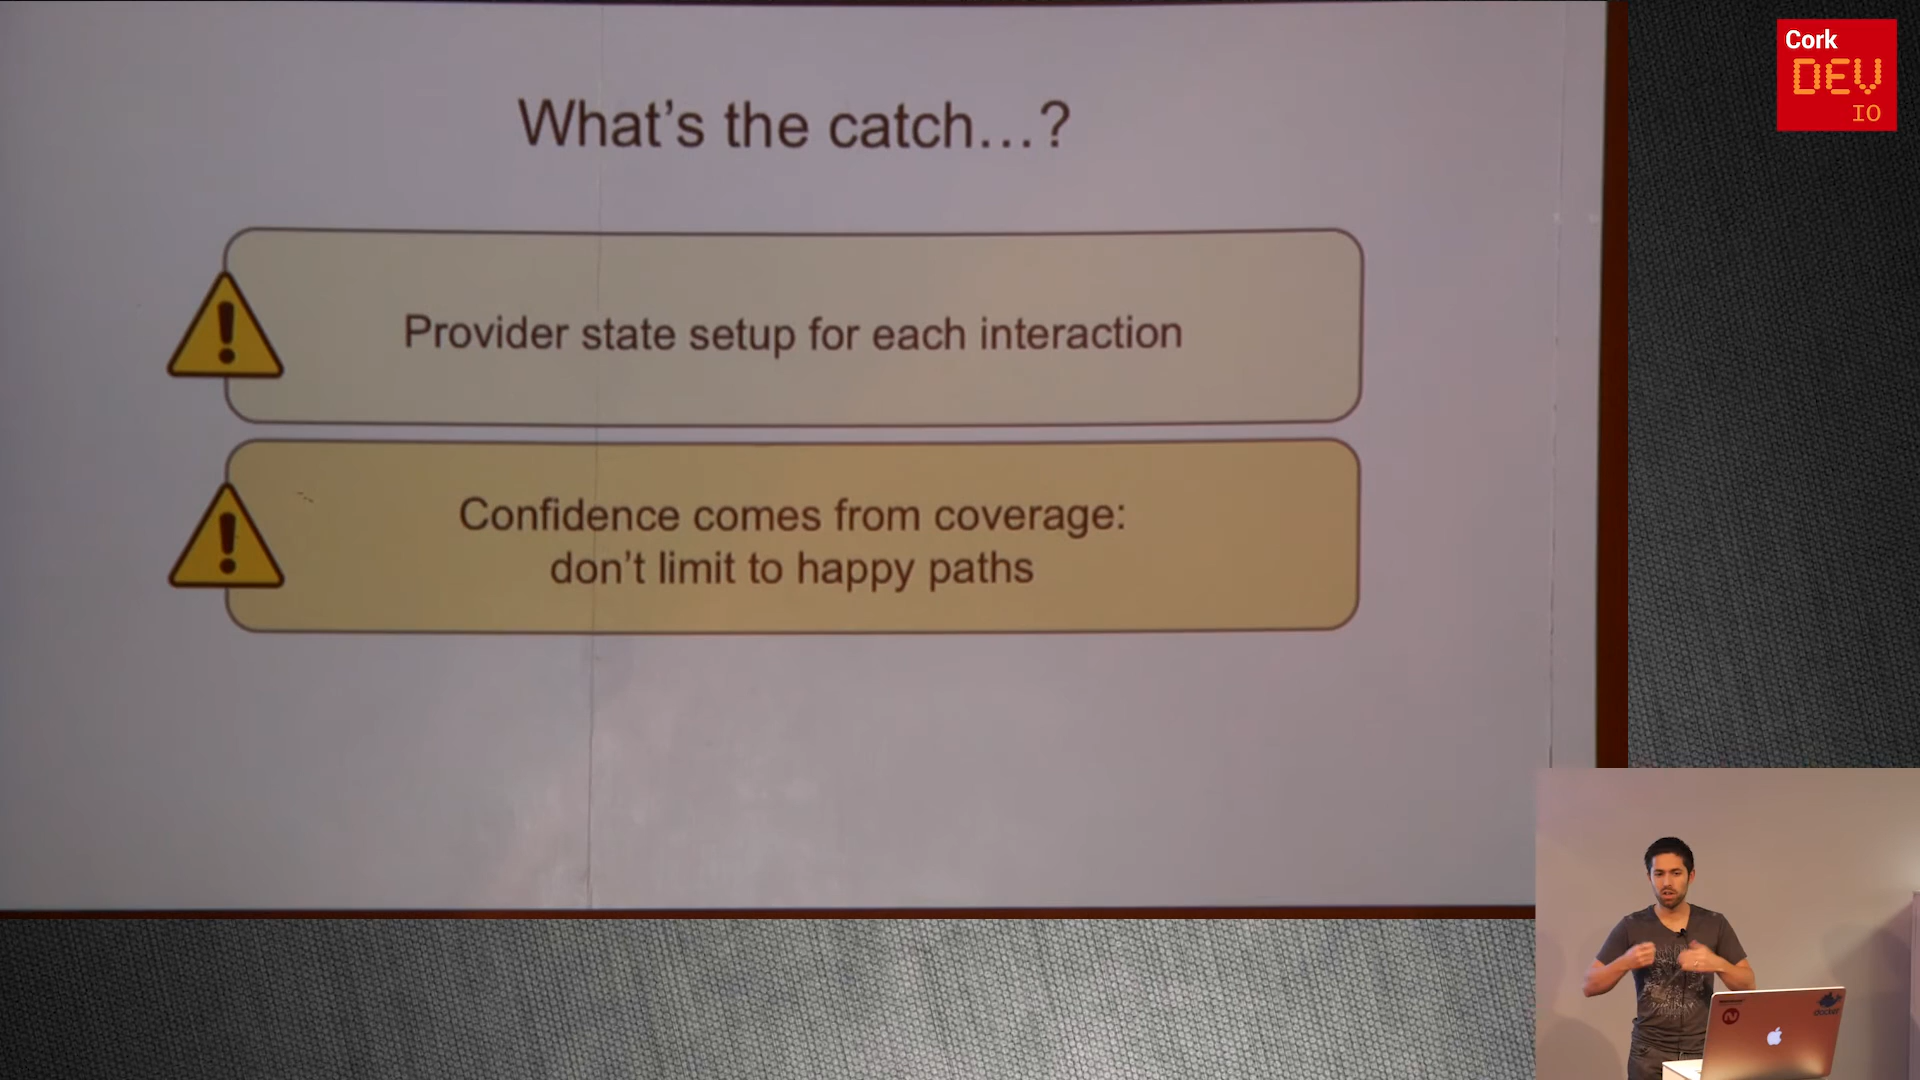 What's the catch…?
Provider state setup for each interaction
Confidence comes from coverage:
don't limit to happy paths
Cork
DEV
IO
docker